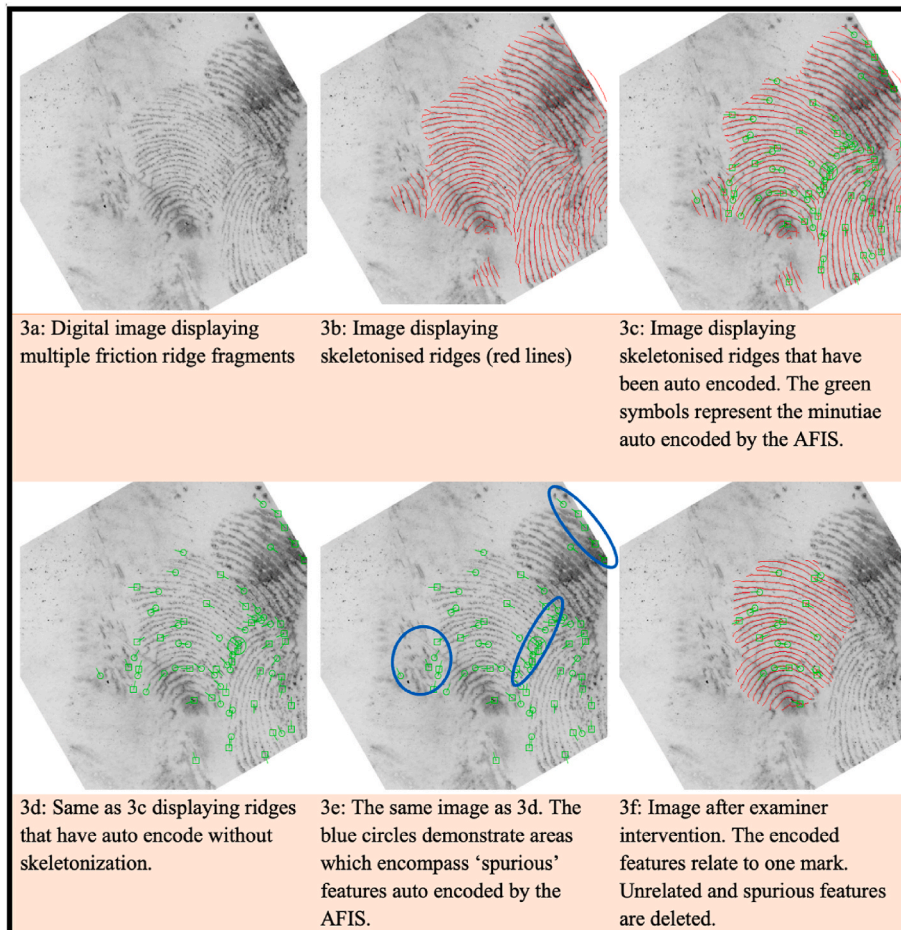 3a: Digital image displaying
multiple friction ridge fragments
3b: Image displaying
skeletonised ridges (red lines)
3c: Image displaying
skeletonised ridges that have
been auto encoded. The green
symbols represent the minutiae
auto encoded by the AFIS.
3d: Same as 3c displaying ridges
that have auto encode without
skeletonization.
3e: The same image as 3d. The
blue circles demonstrate areas
which encompass ‘spurious’
features auto encoded by the
AFIS.
3f: Image after examiner
intervention. The encoded
features relate to one mark.
Unrelated and spurious features
are deleted.